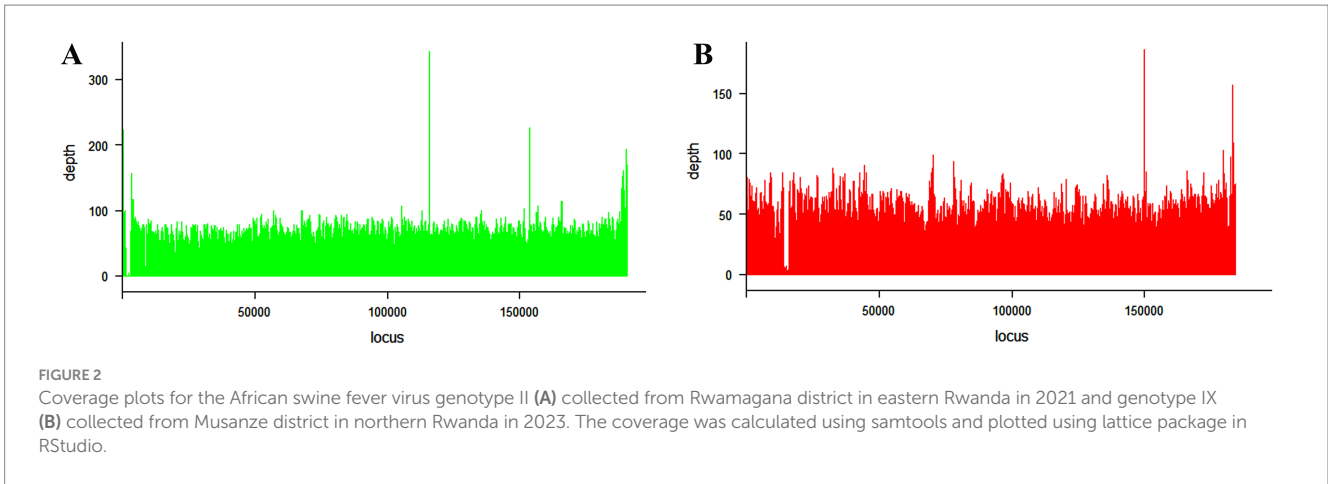 A
300
200
100
0
depth
50000
100000
150000
locus
B
150
100
50
0
depth
50000
100000
150000
locus
FIGURE 2
Coverage plots for the African swine fever virus genotype II (A) collected from Rwamagana district in eastern Rwanda in 2021 and genotype IX
(B) collected from Musanze district in northern Rwanda in 2023. The coverage was calculated using samtools and plotted using lattice package in
RStudio.